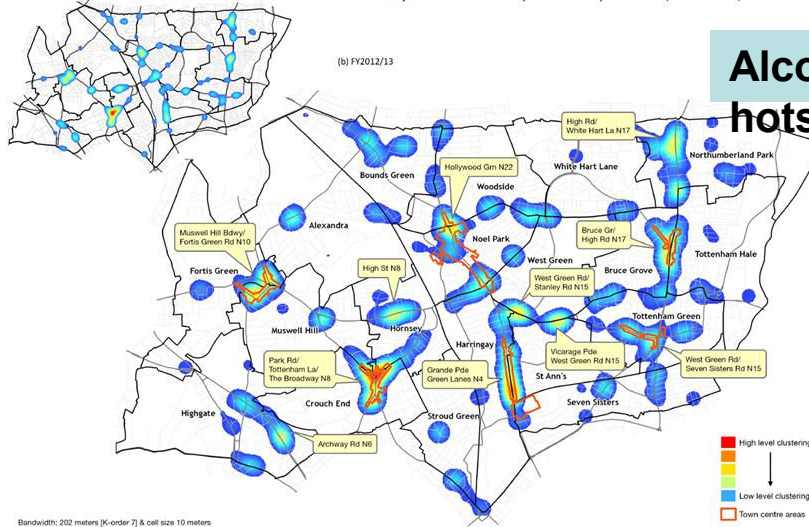 (b) FY2012/13
Alco
hots
High Rd/
White Hart La N17
Hollywood Grn N22
White Hart Lane
Northumberland Park
Bounds Green
Woodside
Muswell Hill Bdwy/
Fortis Green Rd N10
Alexandra
Noel Park
Bruce Gr/
High Rd N17
Tottenham Hale
Fortis Green
High St N8
West Green
Bruce Grove
West Green Rd/
Stanley Rd N15
Muswell Hill
Hornsey
Tottenham Green
Harringay
Park Rd/
Tottenham La/
The Broadway N8
Grande Pde
Green Lanes N4
Vicarage Pde
West Green Rd N15
West Green Rd/
Seven Sisters Rd N15
St Ann's
Crouch End
Seven Sisters
Highgate
Stroud Green
Archway Rd N6
High level clustering
Low level clustering
Town centre areas
Bandwidth: 202 meters [K-order 7] & cell size 10 meters